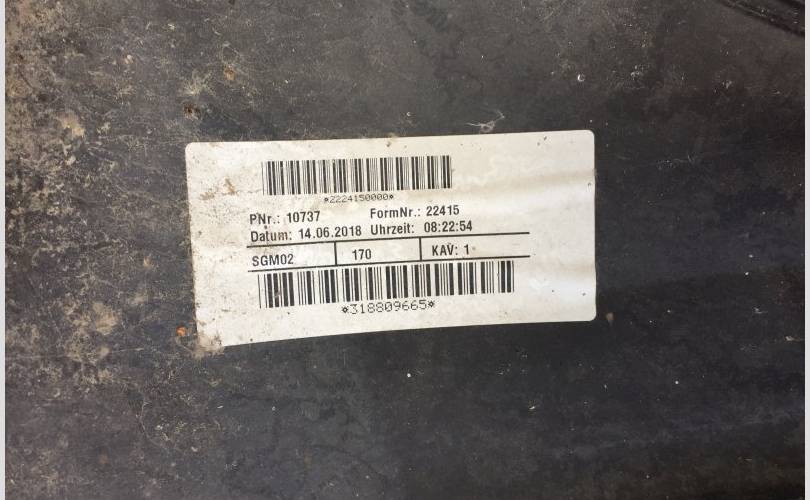 *2224150000*
PNr.: 10737 FormNr.: 22415
Datum: 14.06.2018 Uhrzeit: 08:22:54
SGM02 170 KAV: 1
*318809665*